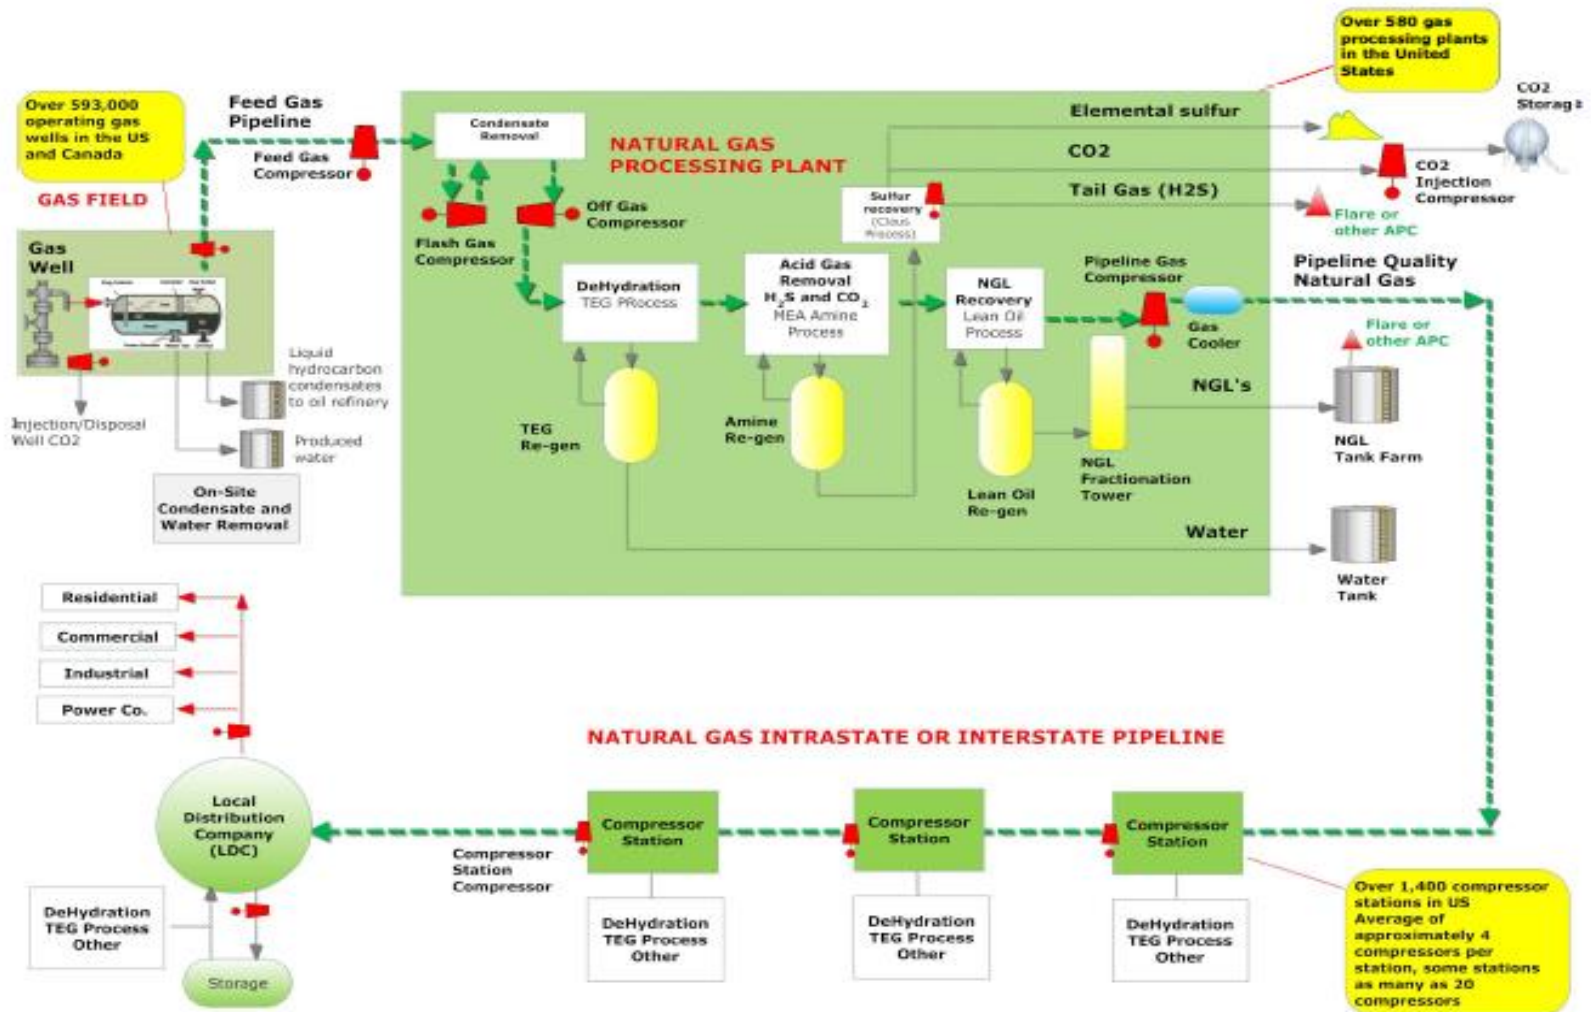 Over 580 gas
processing plants
in the United
States
CO2
Storage
Over 593,000
operating gas
wells in the US
and Canada
Feed Gas
Pipeline
Feed Gas
Compressor
GAS FIELD
Gas
Well
Liquid
hydrocarbon
condensates
to oil refinery
Injection/Disposal
Well CO2
Produced
water
On-Site
Condensate and
Water Removal
Condensate
Removal
NATURAL GAS
PROCESSING PLANT
Elemental sulfur
CO2
Tail Gas (H2S)
CO2
Injection
Compressor
Flare or
other APC
Sulfur
recovery
(Claus
Process)
Flash Gas
Compressor
Off Gas
Compressor
DeHydration
TEG PRocess
Acid Gas
Removal
H2S and CO2
MEA Amine
Process
NGL
Recovery
Lean Oil
Process
Pipeline Gas
Compressor
Gas
Cooler
Pipeline Quality
Natural Gas
Flare or
other APC
TEG
Re-gen
Amine
Re-gen
Lean Oil
Re-gen
NGL
Fractionation
Tower
NGL's
NGL
Tank Farm
Water
Water
Tank
Residential
Commercial
Industrial
Power Co.
NATURAL GAS INTRASTATE OR INTERSTATE PIPELINE
Local
Distribution
Company
(LDC)
Compressor
Station
Compressor
Compressor
Station
Compressor
Station
Compressor
Station
DeHydration
TEG Process
Other
Storage
DeHydration
TEG Process
Other
DeHydration
TEG Process
Other
DeHydration
TEG Process
Other
Over 1,400 compressor
stations in US
Average of
approximately 4
compressors per
station, some stations
as many as 20
compressors